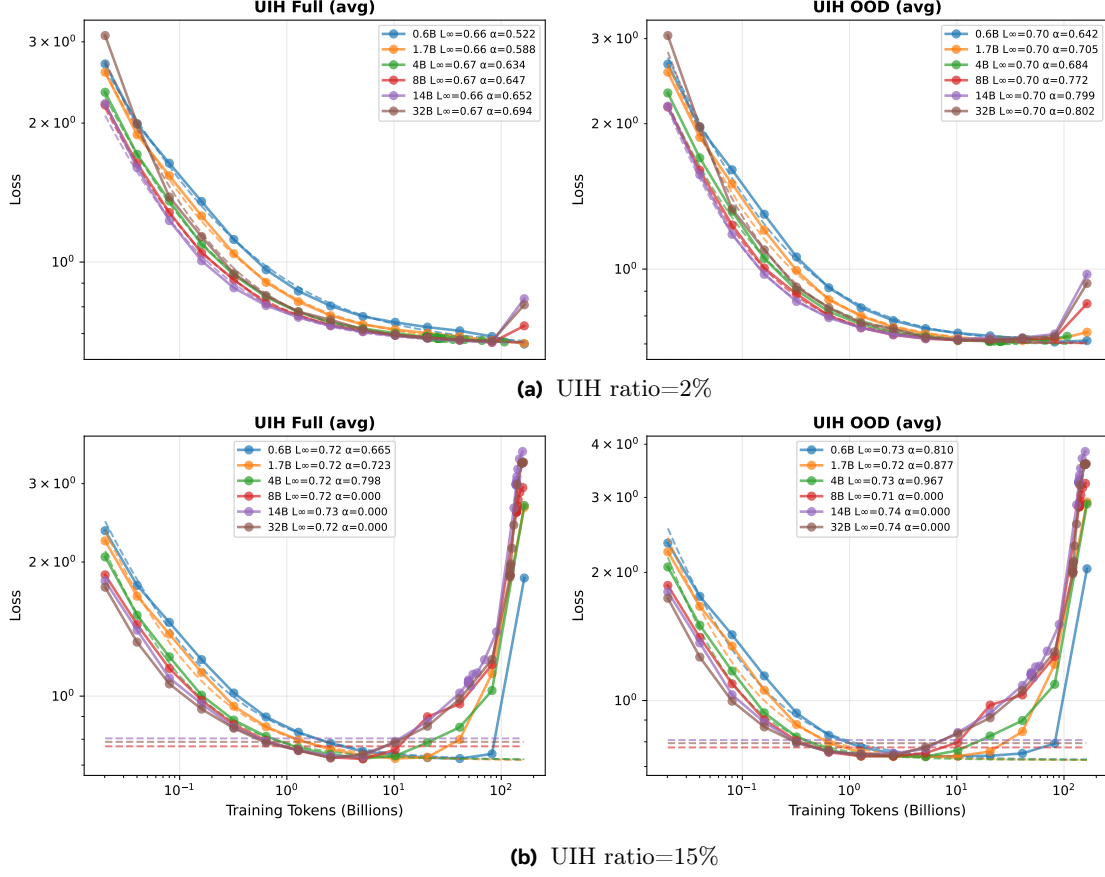 UIH Full (avg)
UIH OOD (avg)
Loss
3 × 10⁰
2 × 10⁰
10⁰
0.6B L∞=0.66 α=0.522
1.7B L∞=0.66 α=0.588
4B L∞=0.67 α=0.634
8B L∞=0.67 α=0.647
14B L∞=0.66 α=0.652
32B L∞=0.67 α=0.694
Loss
3 × 10⁰
2 × 10⁰
10⁰
0.6B L∞=0.70 α=0.642
1.7B L∞=0.70 α=0.705
4B L∞=0.70 α=0.684
8B L∞=0.70 α=0.772
14B L∞=0.70 α=0.799
32B L∞=0.70 α=0.802
(a) UIH ratio=2%
UIH Full (avg)
UIH OOD (avg)
Loss
3 × 10⁰
2 × 10⁰
10⁰
0.6B L∞=0.72 α=0.665
1.7B L∞=0.72 α=0.723
4B L∞=0.72 α=0.798
8B L∞=0.72 α=0.000
14B L∞=0.73 α=0.000
32B L∞=0.72 α=0.000
10⁻¹ 10⁰ 10¹ 10²
Training Tokens (Billions)
Loss
4 × 10⁰
3 × 10⁰
2 × 10⁰
10⁰
0.6B L∞=0.73 α=0.810
1.7B L∞=0.72 α=0.877
4B L∞=0.73 α=0.967
8B L∞=0.71 α=0.000
14B L∞=0.74 α=0.000
32B L∞=0.74 α=0.000
10⁻¹ 10⁰ 10¹ 10²
Training Tokens (Billions)
(b) UIH ratio=15%